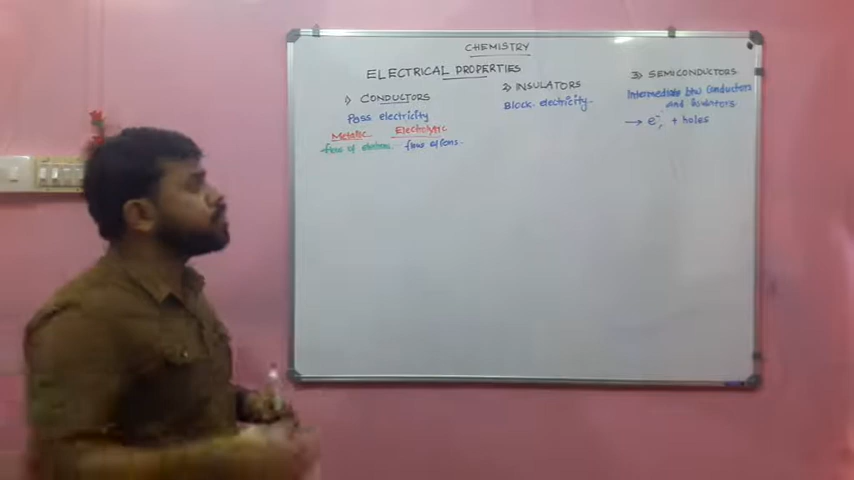 CHEMISTRY
ELECTRICAL PROPERTIES
1) CONDUCTORS
Pass electricity
Metallic Electrolytic
flow of electrons. flow of ions.
2) INSULATORS
Block electricity.
3) SEMICONDUCTORS
Intermediate btw Conductors
and insulators
→ e⁻, + holes